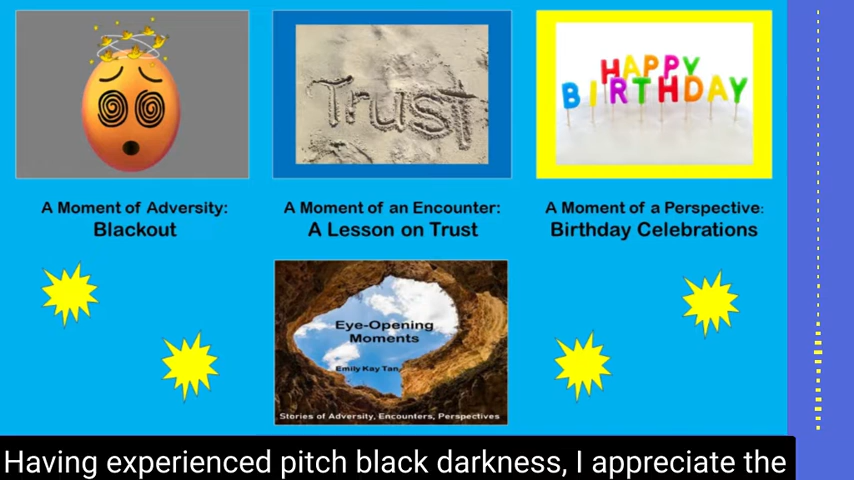 Trust
HAPPY
BIRTHDAY
A Moment of Adversity:
Blackout
A Moment of an Encounter:
A Lesson on Trust
A Moment of a Perspective:
Birthday Celebrations
Eye-Opening
Moments
Emily Kay Tan
Stories of Adversity, Encounters, Perspectives
Having experienced pitch black darkness, I appreciate the